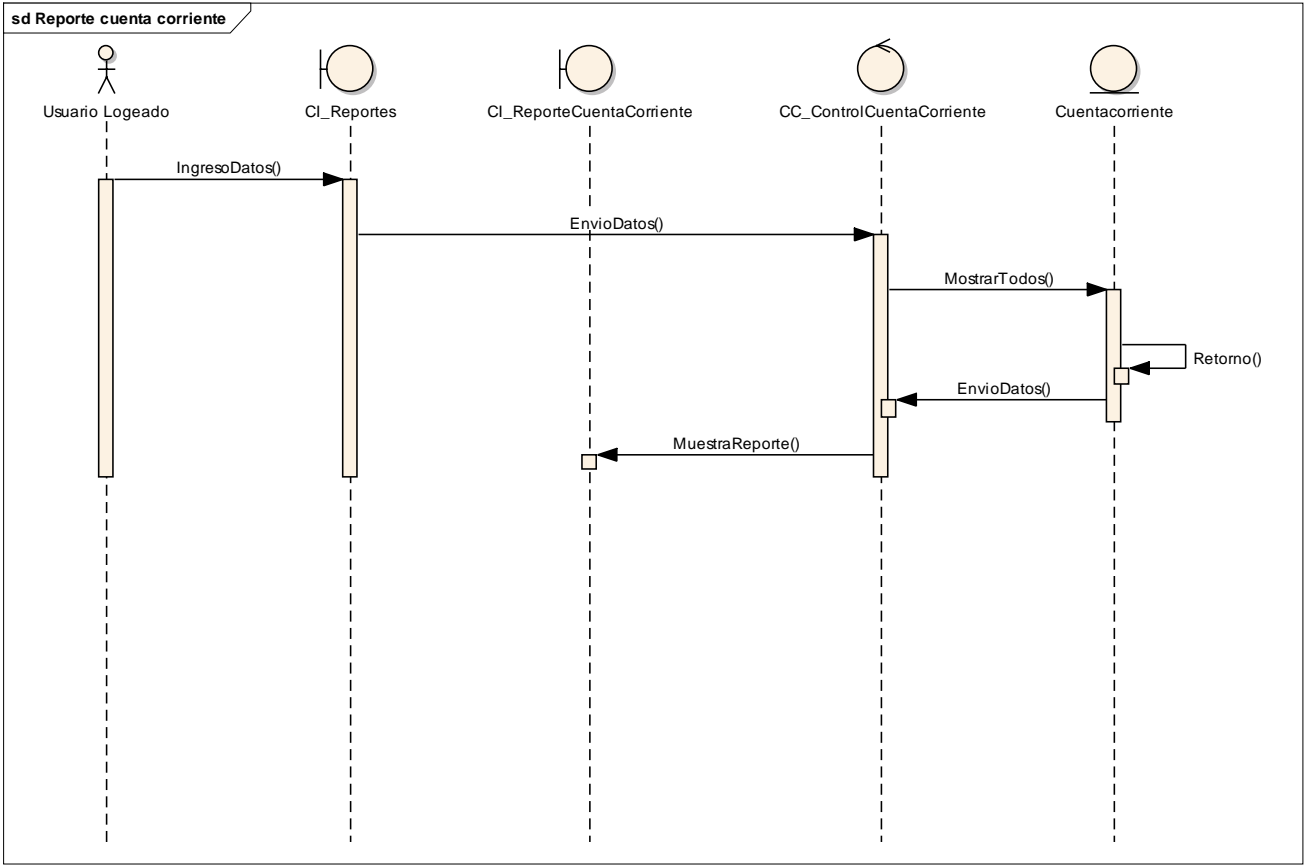 sd Reporte cuenta corriente
Usuario Logeado
CI_Reportes
CI_ReporteCuentaCorriente
CC_ControlCuentaCorriente
Cuentacorriente
IngresoDatos()
EnvioDatos()
MostrarTodos()
Retorno()
EnvioDatos()
MuestraReporte()